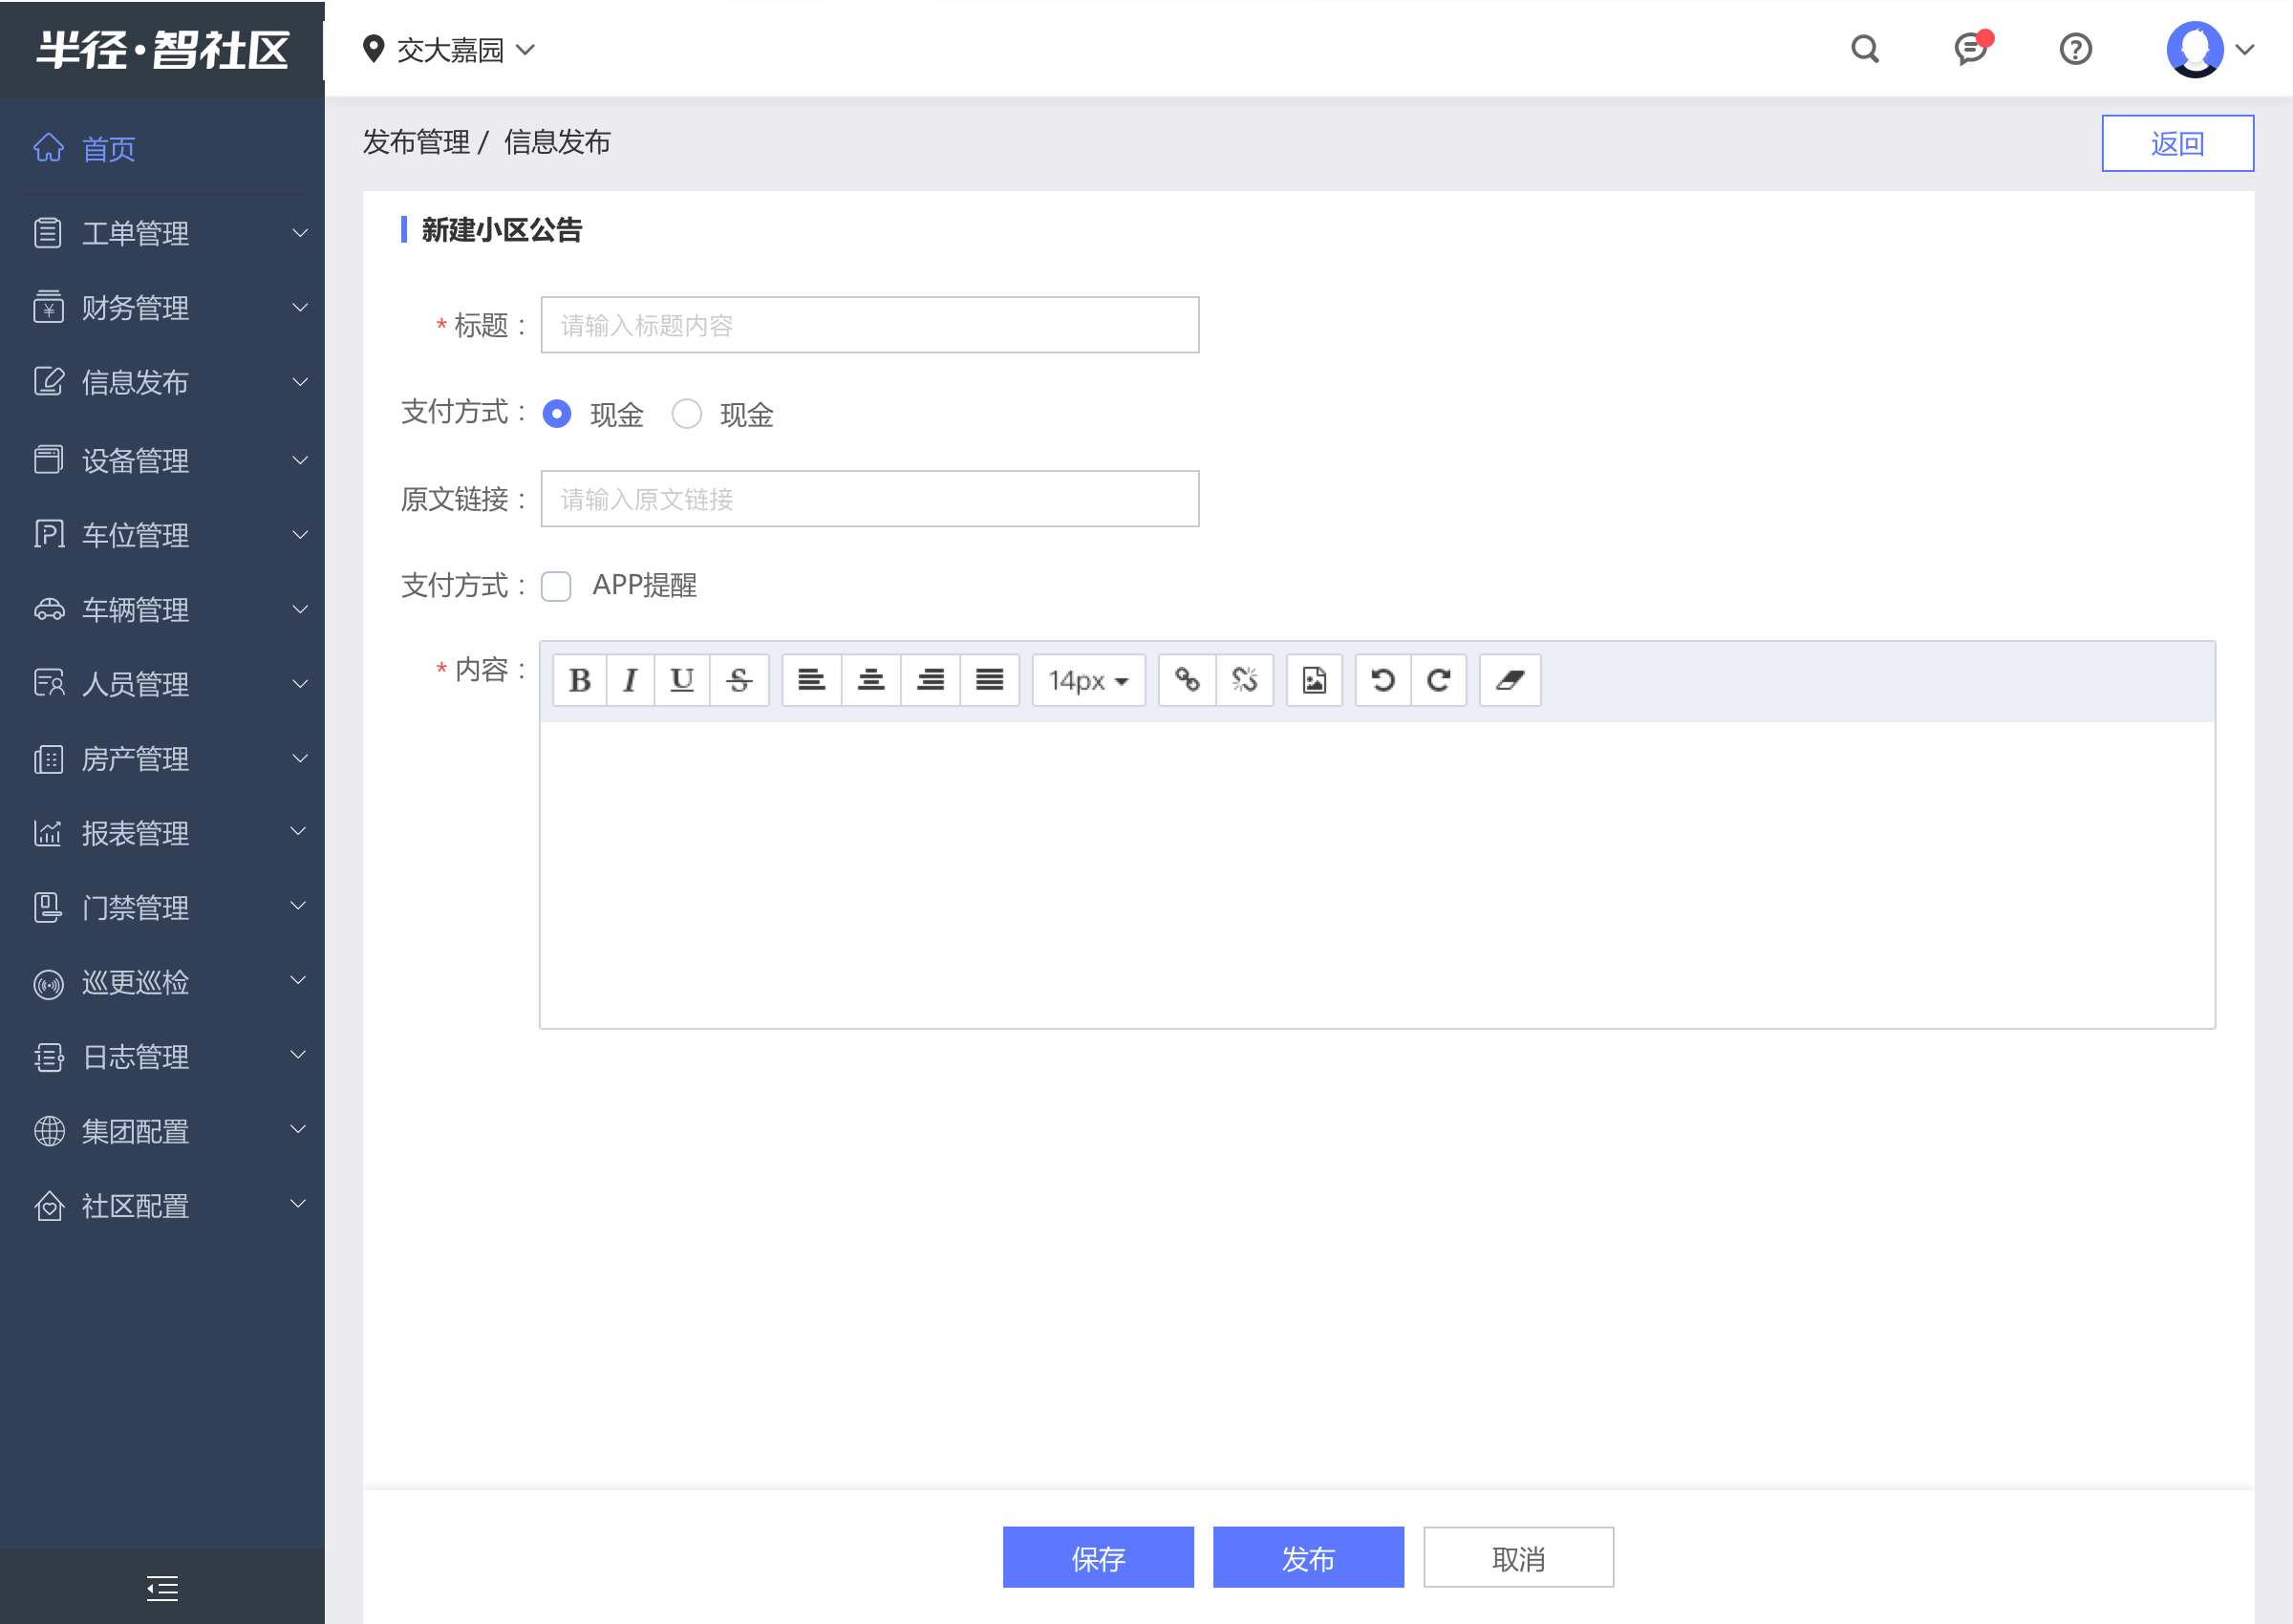 半径·智社区
交大嘉园
首页
工单管理
财务管理
信息发布
设备管理
车位管理
车辆管理
人员管理
房产管理
报表管理
门禁管理
巡更巡检
日志管理
集团配置
社区配置
发布管理 / 信息发布
返回
新建小区公告
* 标题：
请输入标题内容
支付方式： 现金 现金
原文链接：
请输入原文链接
支付方式： APP提醒
* 内容：
B I U S 14px
保存 发布 取消